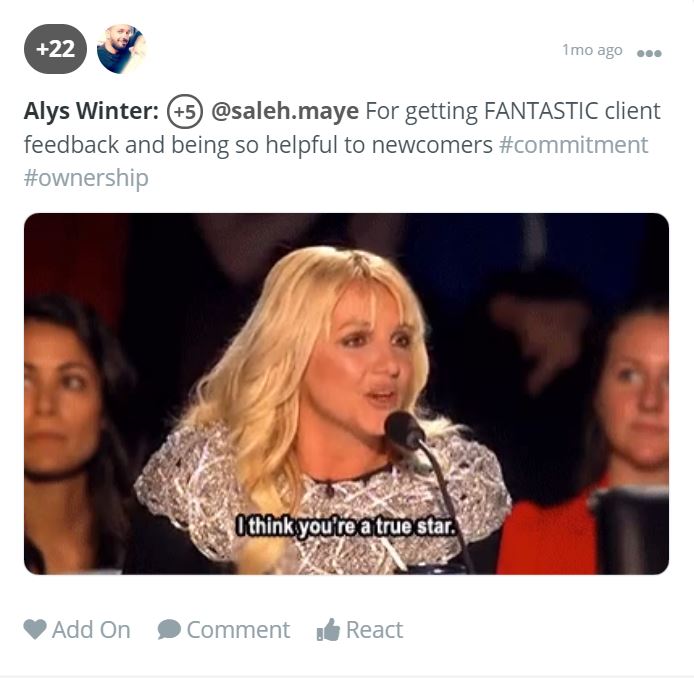 +22
1mo ago
Alys Winter: +5 @saleh.maye For getting FANTASTIC client
feedback and being so helpful to newcomers #commitment
#ownership
I think you're a true star.
Add On Comment React